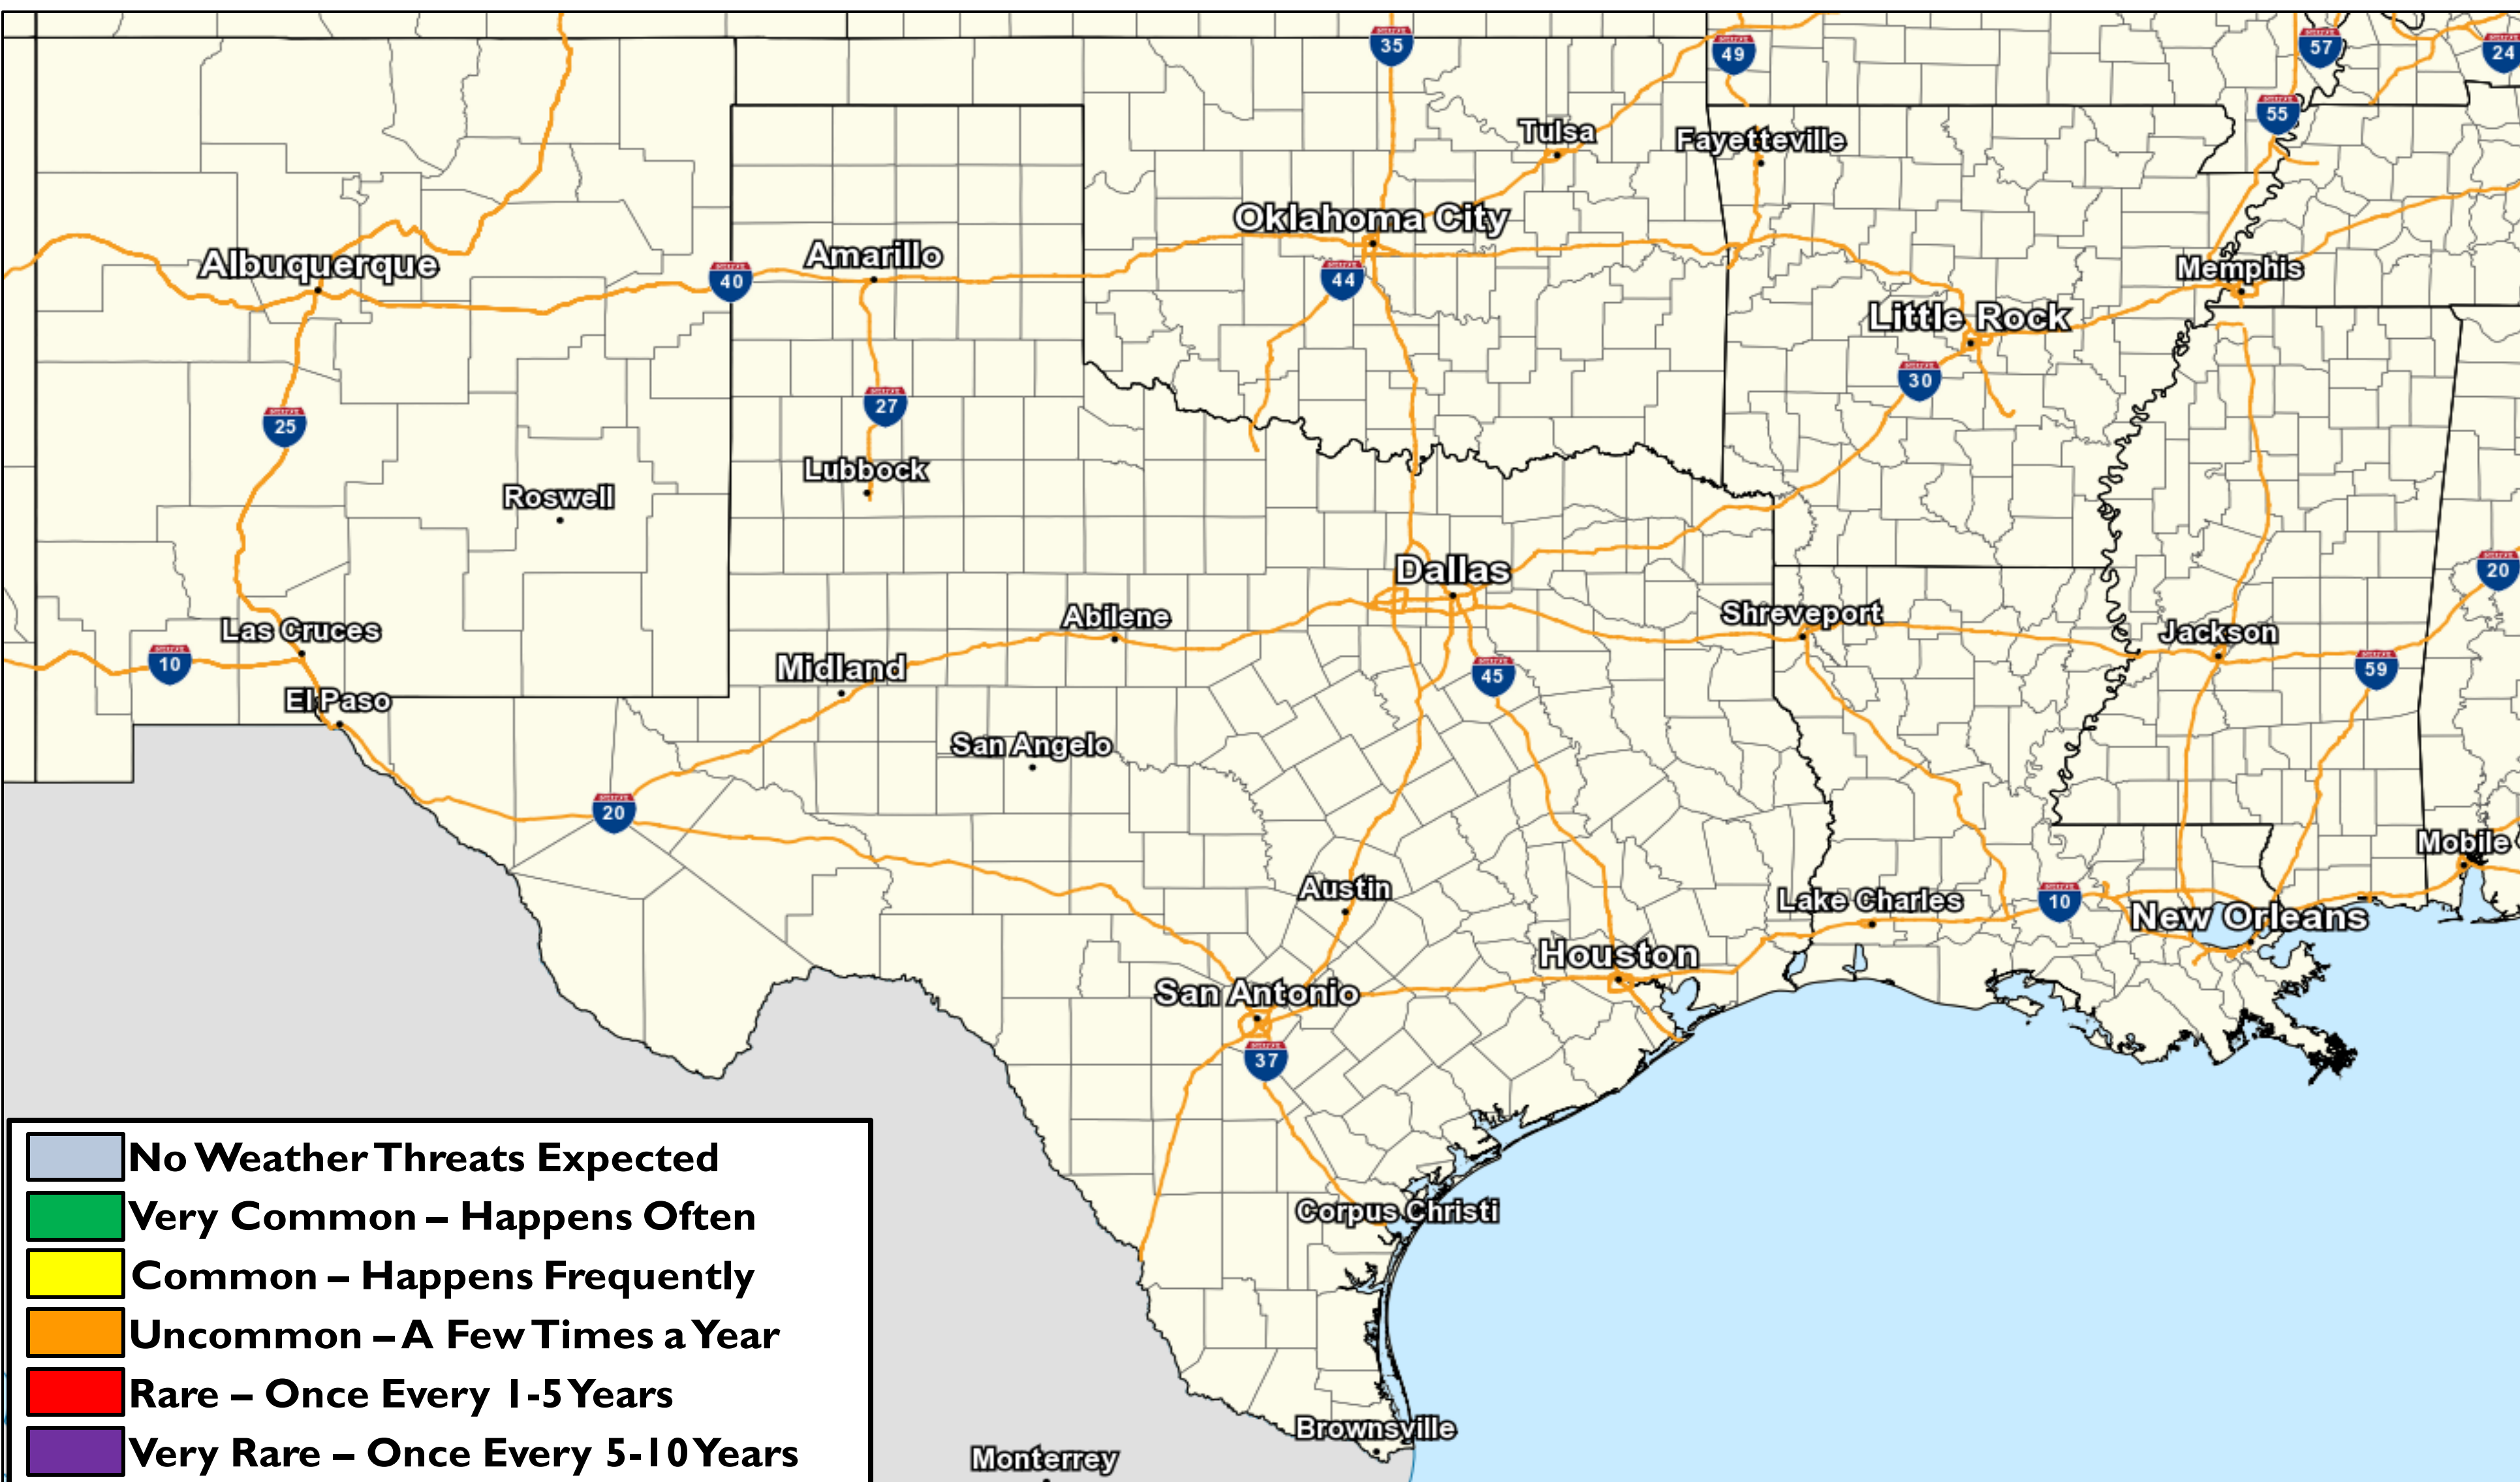 35
49
57
24
55
Tulsa
Fayetteville
Oklahoma City
Albuquerque
Amarillo
40
44
Memphis
Little Rock
30
27
25
Lubbock
Roswell
Dallas
20
Abilene
Shreveport
Las Cruces
Jackson
10
Midland
45
59
El Paso
San Angelo
20
Mobile
Austin
Lake Charles
10
New Orleans
Houston
San Antonio
37
Corpus Christi
Brownsville
Monterrey
No Weather Threats Expected
Very Common – Happens Often
Common – Happens Frequently
Uncommon – A Few Times a Year
Rare – Once Every 1-5 Years
Very Rare – Once Every 5-10 Years